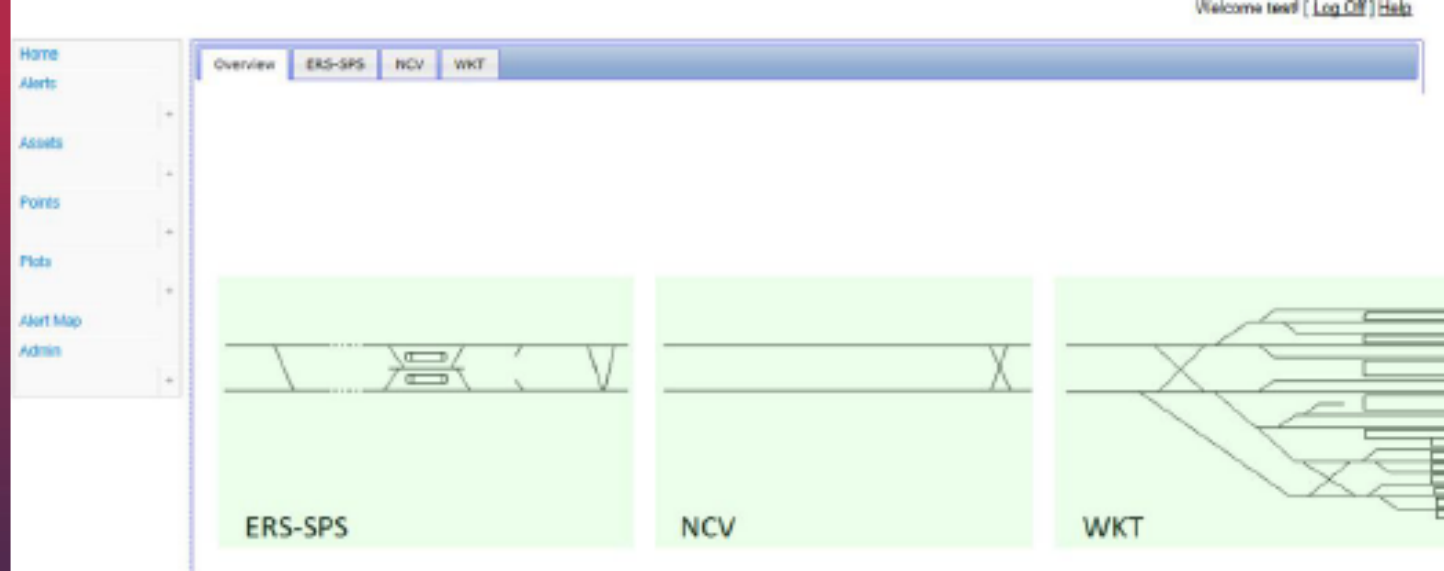 Welcome test! [ Log Off ] Help
Home
Alerts
+
Assets
+
Points
+
Plots
+
Alert Map
Admin
+
Overview ERS-SPS NCV WKT
ERS-SPS NCV WKT